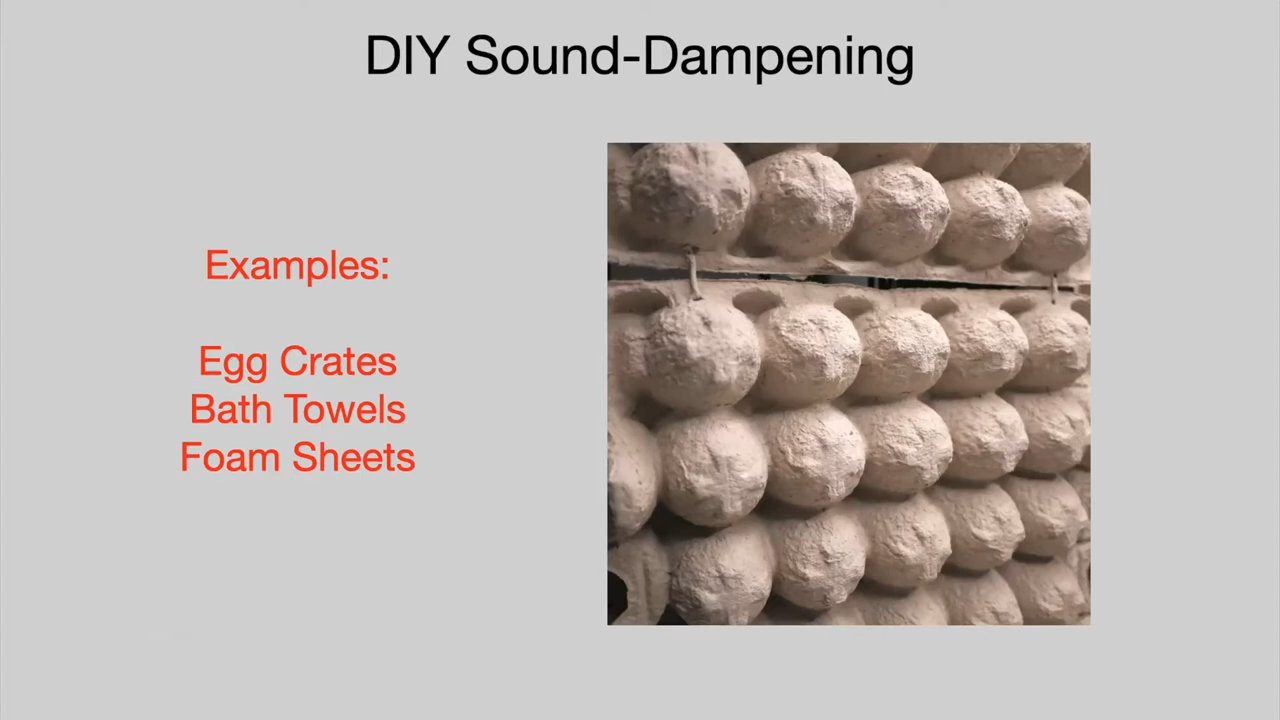 DIY Sound-Dampening
Examples:
Egg Crates
Bath Towels
Foam Sheets